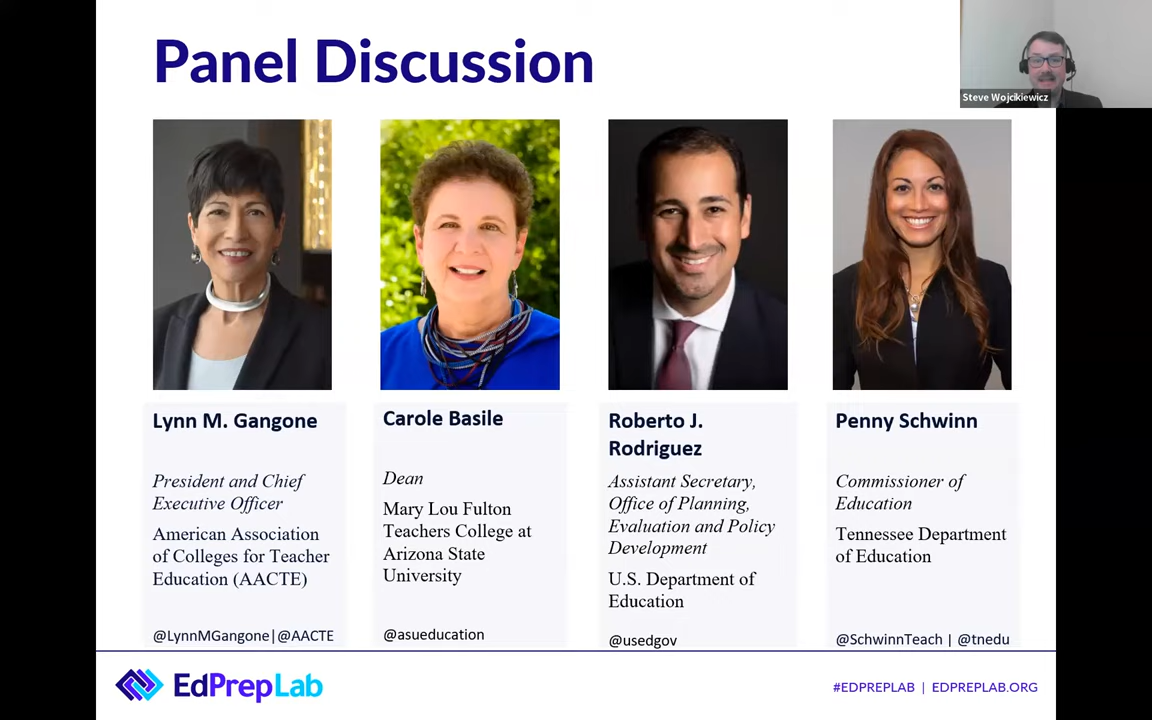 Panel Discussion
Steve Wojcikiewicz
Lynn M. Gangone
President and Chief
Executive Officer
American Association
of Colleges for Teacher
Education (AACTE)
@LynnMGangone|@AACTE
Carole Basile
Dean
Mary Lou Fulton
Teachers College at
Arizona State
University
@asueducation
Roberto J.
Rodriguez
Assistant Secretary,
Office of Planning,
Evaluation and Policy
Development
U.S. Department of
Education
@usedgov
Penny Schwinn
Commissioner of
Education
Tennessee Department
of Education
@SchwinnTeach | @tnedu
EdPrepLab
#EDPREPLAB | EDPREPLAB.ORG